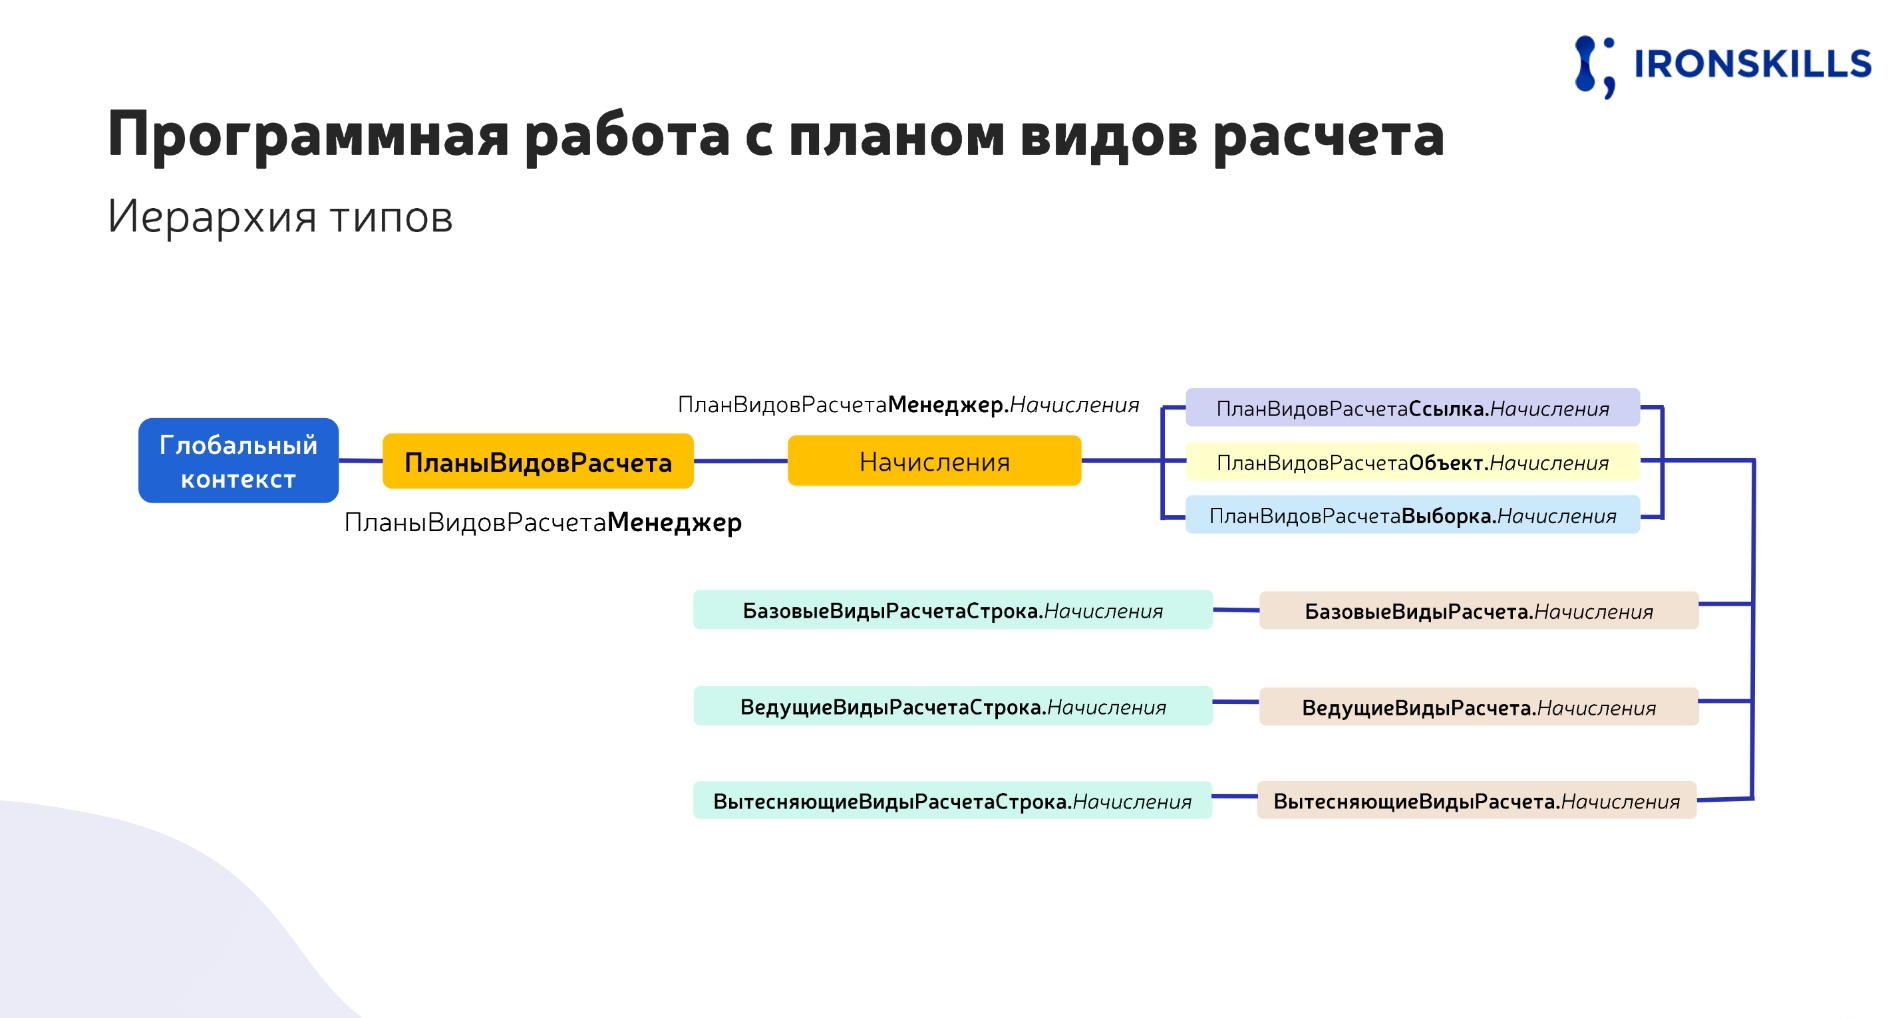 IRONSKILLS
Программная работа с планом видов расчета
Иерархия типов
ПланВидовРасчетаМенеджер.Начисления
Глобальный
контекст
ПланыВидовРасчета
Начисления
ПланыВидовРасчетаМенеджер
ПланВидовРасчетаСсылка.Начисления
ПланВидовРасчетаОбъект.Начисления
ПланВидовРасчетаВыборка.Начисления
БазовыеВидыРасчетаСтрока.Начисления
БазовыеВидыРасчета.Начисления
ВедущиеВидыРасчетаСтрока.Начисления
ВедущиеВидыРасчета.Начисления
ВытесняющиеВидыРасчетаСтрока.Начисления
ВытесняющиеВидыРасчета.Начисления